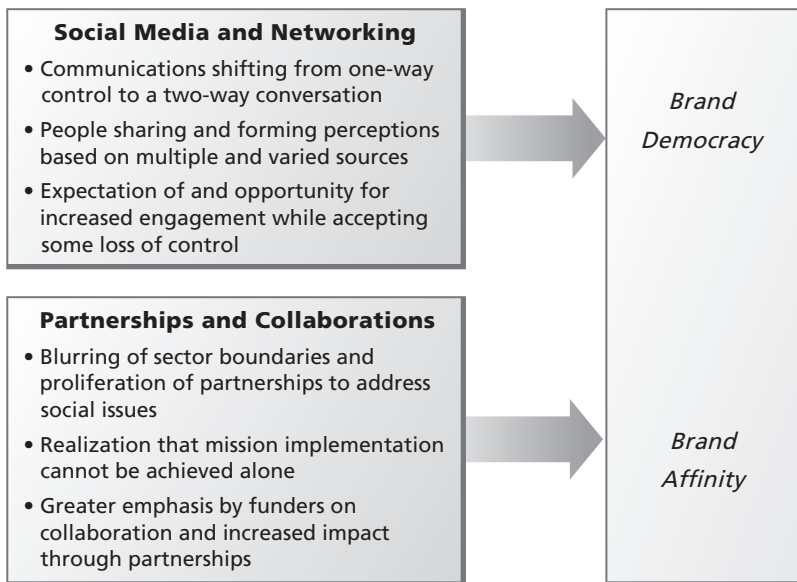 Social Media and Networking
• Communications shifting from one-way
control to a two-way conversation
• People sharing and forming perceptions
based on multiple and varied sources
• Expectation of and opportunity for
increased engagement while accepting
some loss of control
Brand
Democracy
Partnerships and Collaborations
• Blurring of sector boundaries and
proliferation of partnerships to address
social issues
• Realization that mission implementation
cannot be achieved alone
• Greater emphasis by funders on
collaboration and increased impact
through partnerships
Brand
Affinity